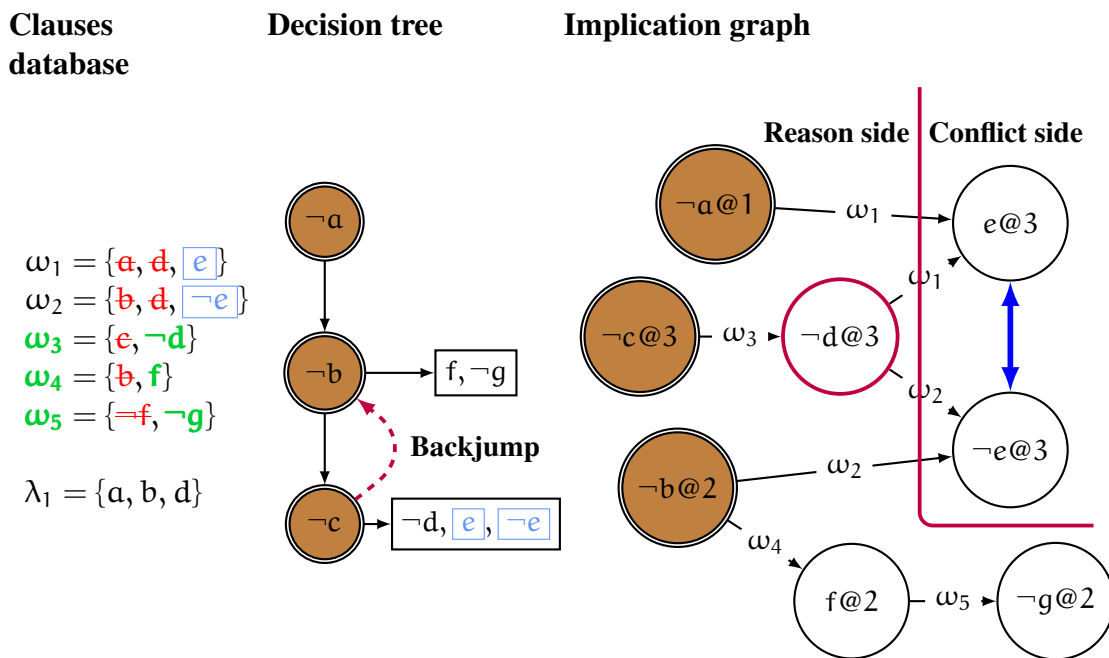 Clauses database
Decision tree
Implication graph
ω₁ = {a, d, e}
ω₂ = {b, d, ¬e}
ω₃ = {c, ¬d}
ω₄ = {b, f}
ω₅ = {¬f, ¬g}
λ₁ = {a, b, d}
¬a
¬b
f, ¬g
Backjump
¬c
¬d, e, ¬e
Reason side
Conflict side
¬a@1
ω₁
e@3
ω₁
¬c@3
ω₃
¬d@3
ω₂
¬b@2
ω₂
¬e@3
ω₄
f@2
ω₅
¬g@2